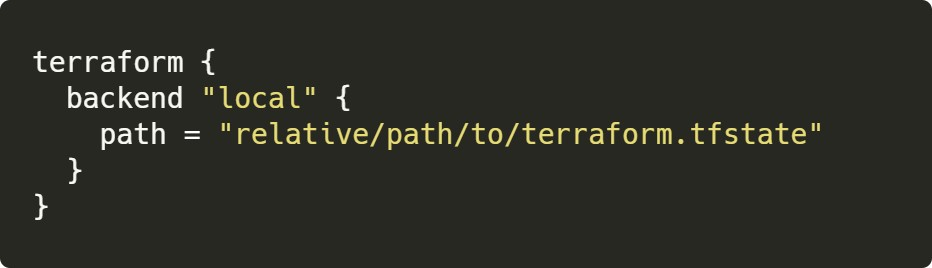 terraform {
  backend "local" {
    path = "relative/path/to/terraform.tfstate"
  }
}